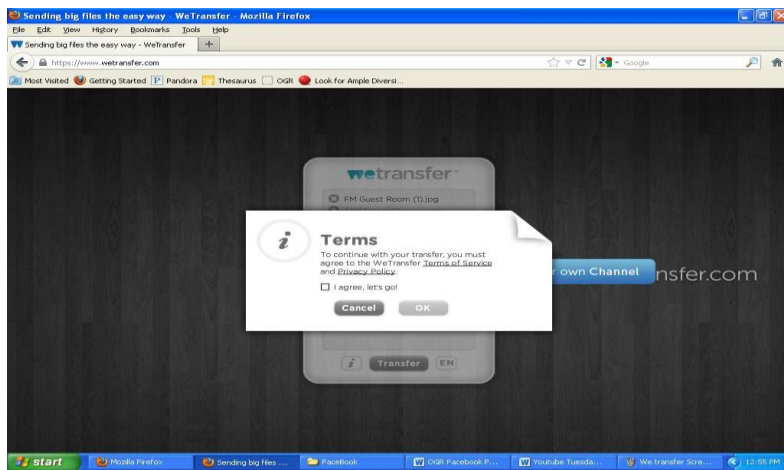 Sending big files the easy way - WeTransfer - Mozilla Firefox
File Edit View History Bookmarks Tools Help
Sending big files the easy way - WeTransfer +
https://www.wetransfer.com Google
Most Visited Getting Started P Pandora Thesaurus OGR Look for Ample Diversi...
wetransfer
FM Guest Room (1).jpg
i Terms
To continue with your transfer, you must
agree to the WeTransfer Terms of Service
and Privacy Policy.
I agree, let's go!
Cancel OK
r own Channel nsfer.com
i Transfer EN
start Mozilla Firefox Sending big files ... FaceBook OGR Facebook P... Youtube Tuesda... We transfer Scre... 12:55 PM